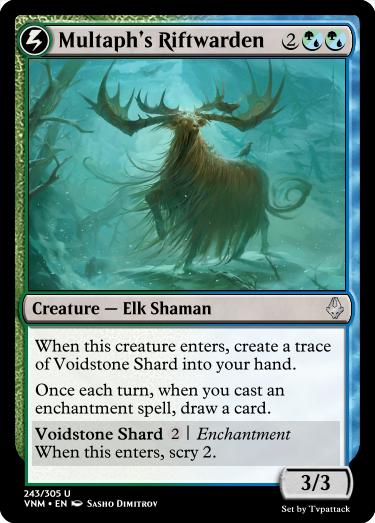 Multaph's Riftwarden 2
Creature — Elk Shaman
When this creature enters, create a trace
of Voidstone Shard into your hand.
Once each turn, when you cast an
enchantment spell, draw a card.
Voidstone Shard 2 | Enchantment
When this enters, scry 2.
3/3
243/305 U
VNM • EN Sasho Dimitrov
Set by Tvpattack